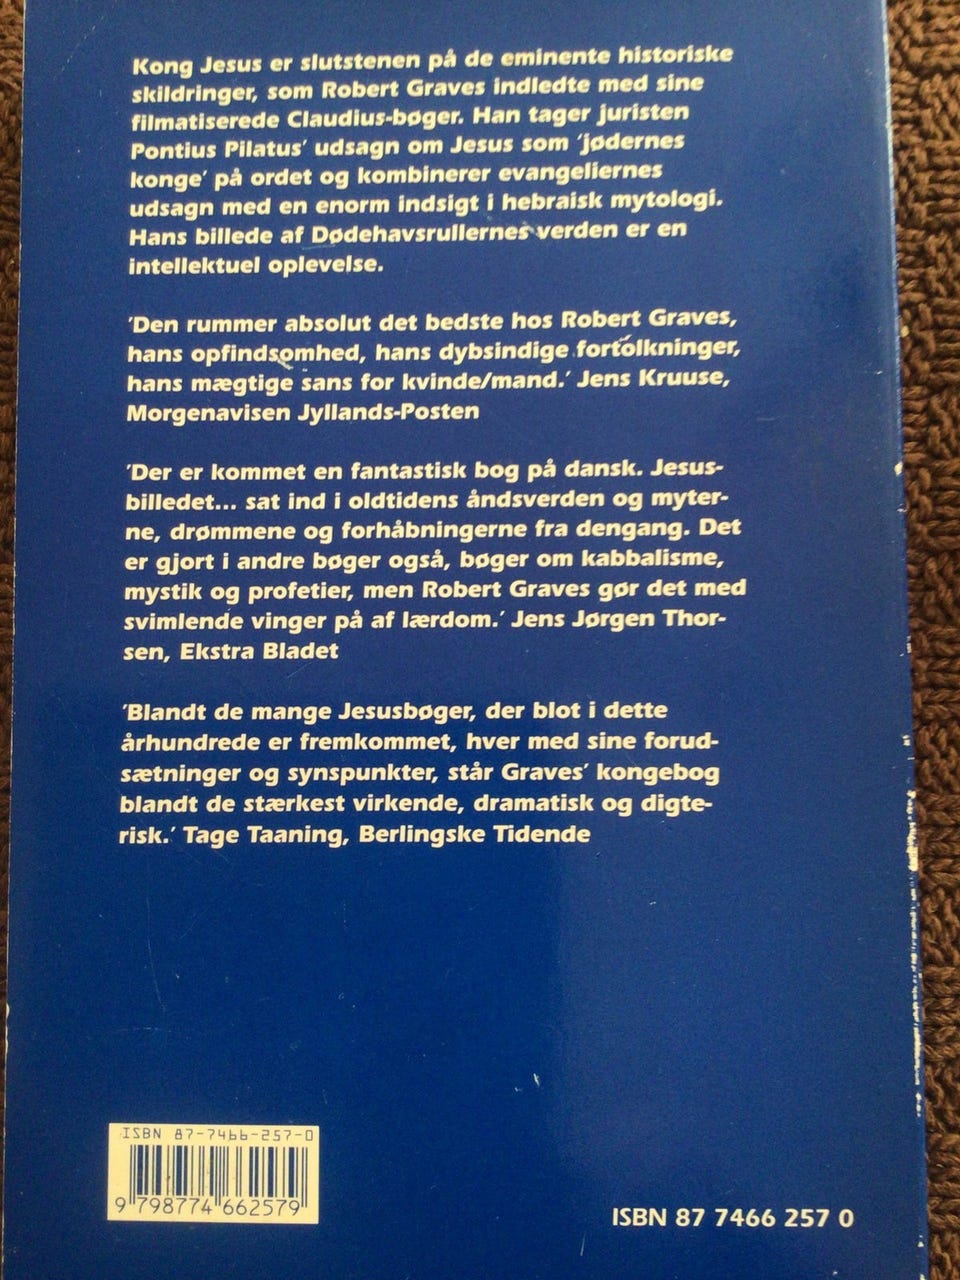 Kong Jesus er slutstenen på de eminente historiske
skildringer, som Robert Graves indledte med sine
filmatiserede Claudius-bøger. Han tager juristen
Pontius Pilatus’ udsagn om Jesus som ’jødernes
konge’ på ordet og kombinerer evangeliernes
udsagn med en enorm indsigt i hebraisk mytologi.
Hans billede af Dødehavsrullernes verden er en
intellektuel oplevelse.
’Den rummer absolut det bedste hos Robert Graves,
hans opfindsomhed, hans dybsindige fortolkninger,
hans mægtige sans for kvinde/mand.’ Jens Kruuse,
Morgenavisen Jyllands-Posten
’Der er kommet en fantastisk bog på dansk. Jesus-
billedet... sat ind i oldtidens åndsverden og myter-
ne, drømmene og forhåbningerne fra dengang. Det
er gjort i andre bøger også, bøger om kabbalisme,
mystik og profetier, men Robert Graves gør det med
svimlende vinger på af lærdom.’ Jens Jørgen Thor-
sen, Ekstra Bladet
’Blandt de mange Jesusbøger, der blot i dette
århundrede er fremkommet, hver med sine forud-
sætninger og synspunkter, står Graves’ kongebog
blandt de stærkest virkende, dramatisk og digte-
risk.’ Tage Taaning, Berlingske Tidende
ISBN 87-7466-257-0
9 798774 662579
ISBN 87 7466 257 0